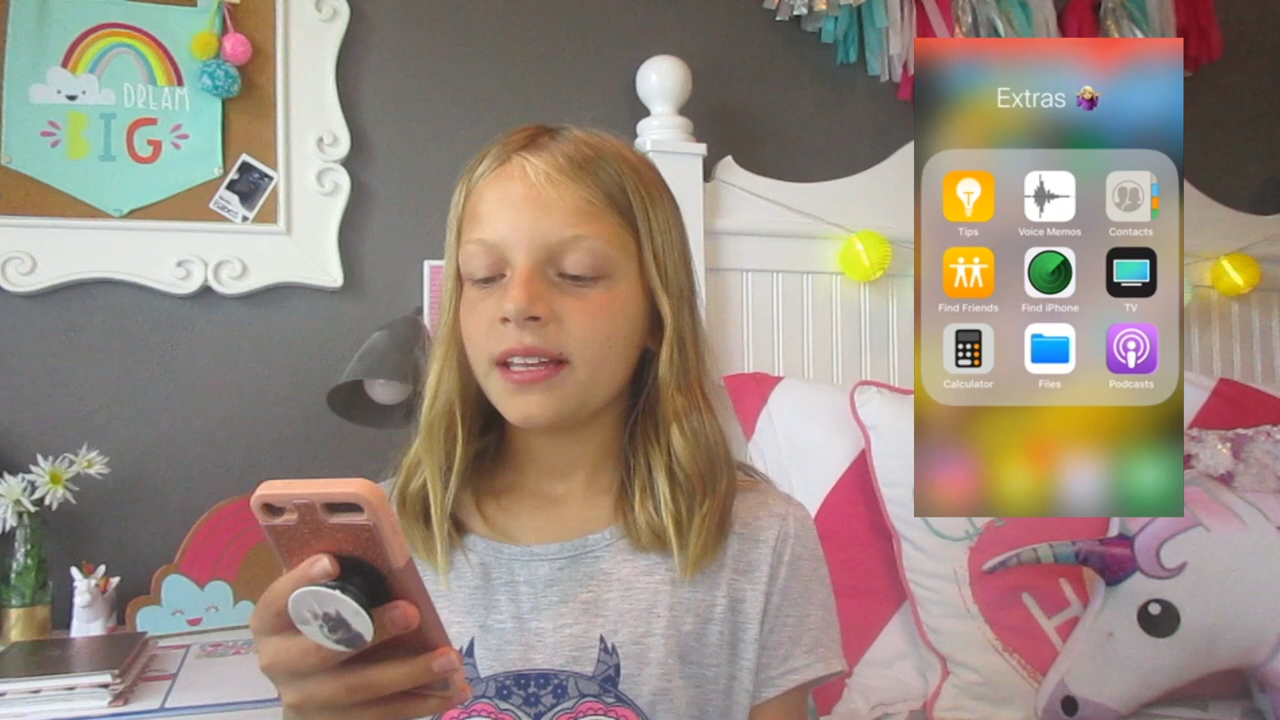 DREAM
BIG
Extras 🤷🏼‍♀️
Tips
Voice Memos
Contacts
Find Friends
Find iPhone
TV
Calculator
Files
Podcasts
H